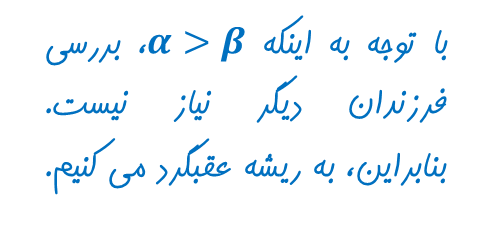 با توجه به اینکه α > β، بررسی
فرزندان دیگر نیاز نیست.
بنابراین، به ریشه عقبگرد می کنیم.